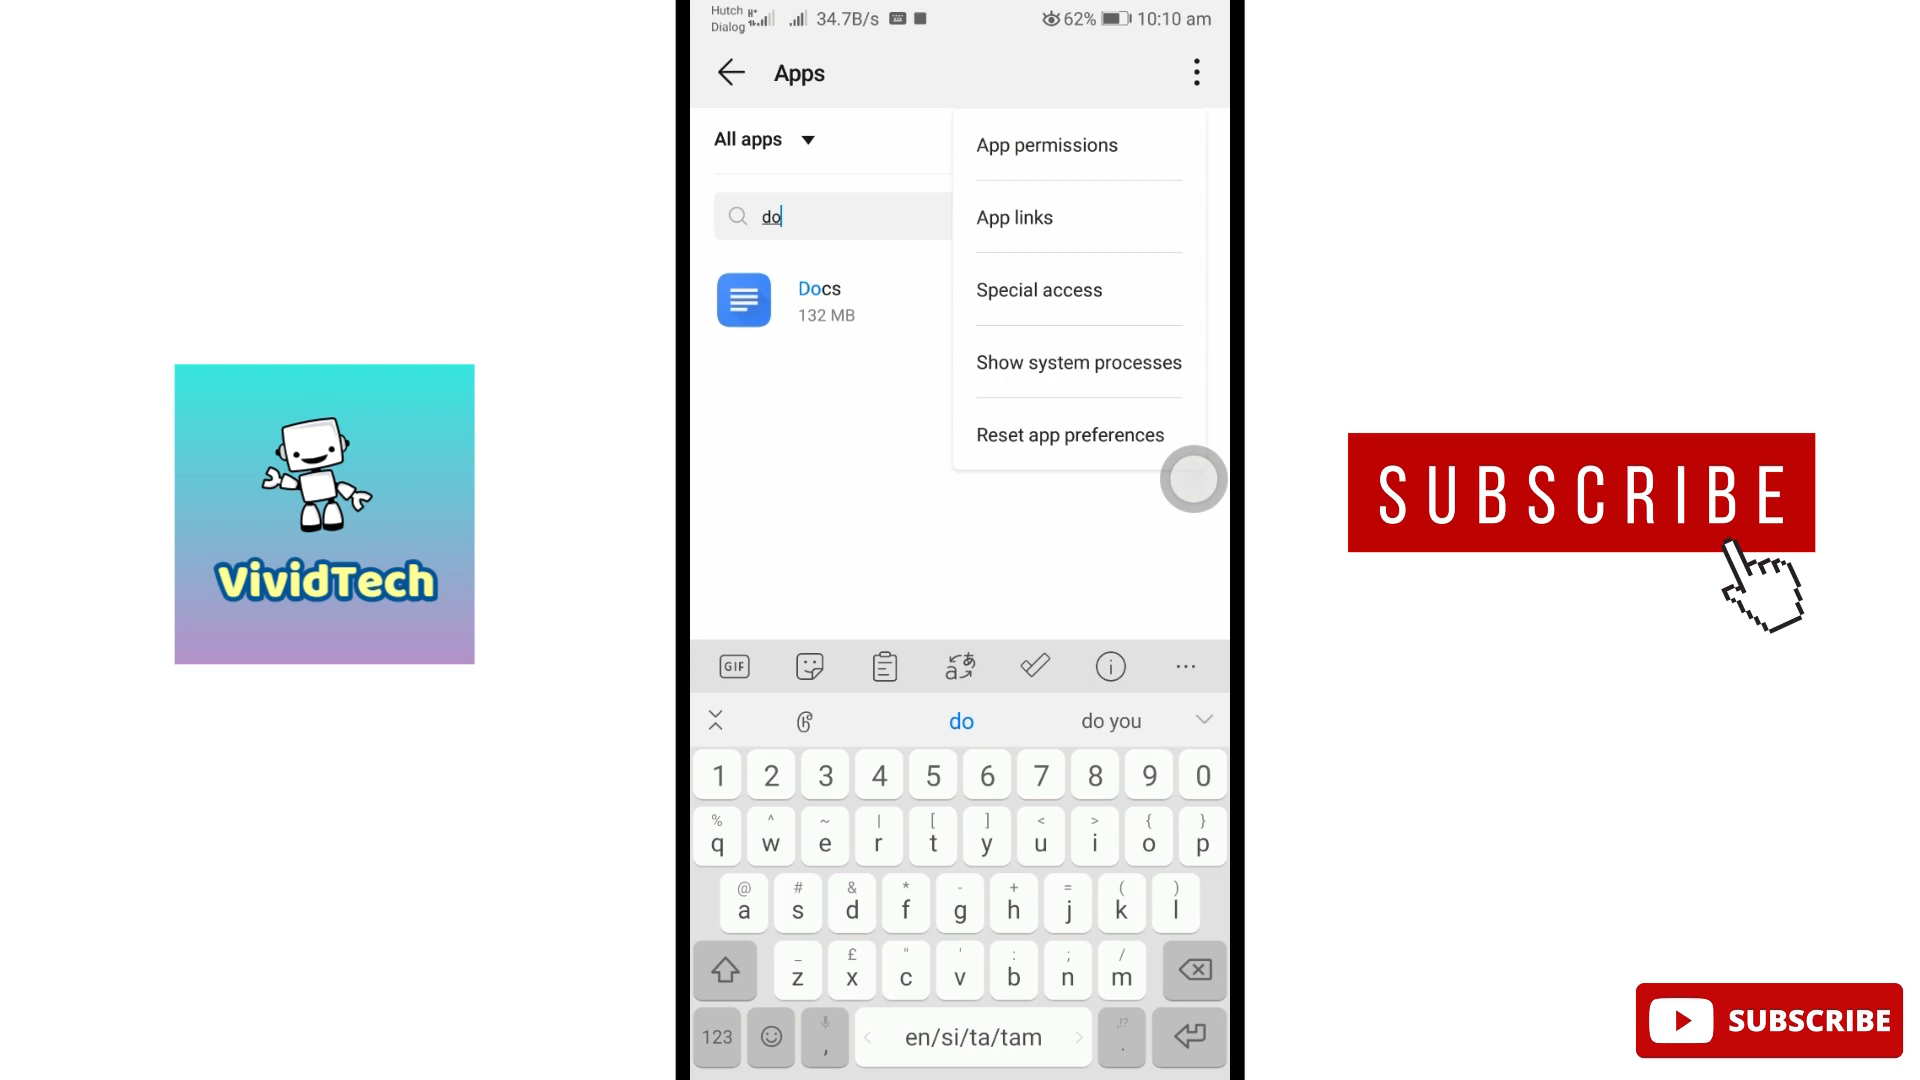 Hutch
Dialog
H+
34.7B/s
62%
10:10 am
Apps
All apps
App permissions
App links
Special access
Show system processes
Reset app preferences
do
Docs
132 MB
VividTech
SUBSCRIBE
GIF
do
do you
1 2 3 4 5 6 7 8 9 0
% ^ ~ | [ ] < > { }
q w e r t y u i o p
@ # & * - + = ( )
a s d f g h j k l
_ £ " ' : ; /
z x c v b n m
123
,
en/si/ta/tam
!?
.
SUBSCRIBE